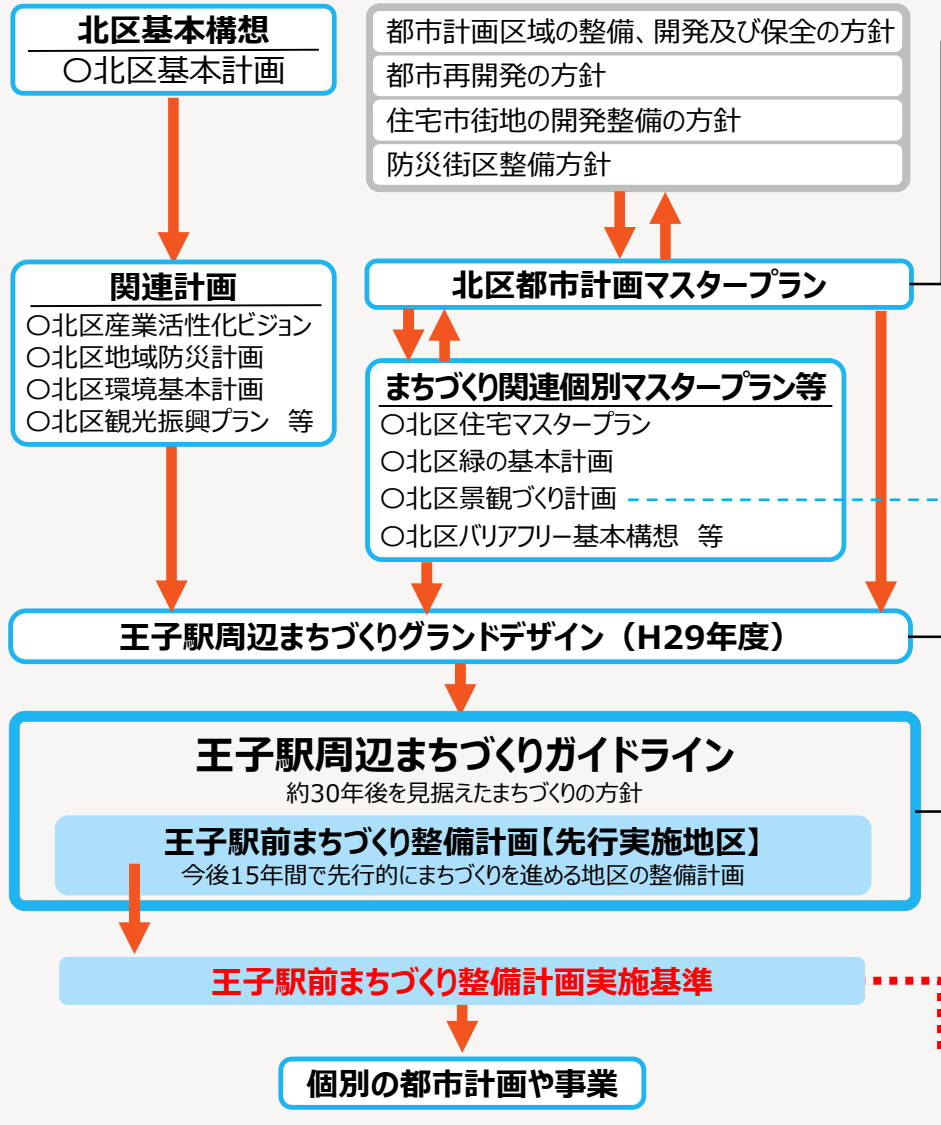 北区基本構想
〇北区基本計画
都市計画区域の整備、開発及び保全の方針
都市再開発の方針
住宅市街地の開発整備の方針
防災街区整備方針
関連計画
〇北区産業活性化ビジョン
〇北区地域防災計画
〇北区環境基本計画
〇北区観光振興プラン 等
北区都市計画マスタープラン
まちづくり関連個別マスタープラン等
〇北区住宅マスタープラン
〇北区緑の基本計画
〇北区景観づくり計画
〇北区バリアフリー基本構想 等
王子駅周辺まちづくりグランドデザイン（H29年度）
王子駅周辺まちづくりガイドライン
約30年後を見据えたまちづくりの方針
王子駅前まちづくり整備計画【先行実施地区】
今後15年間で先行的にまちづくりを進める地区の整備計画
王子駅前まちづくり整備計画実施基準
個別の都市計画や事業